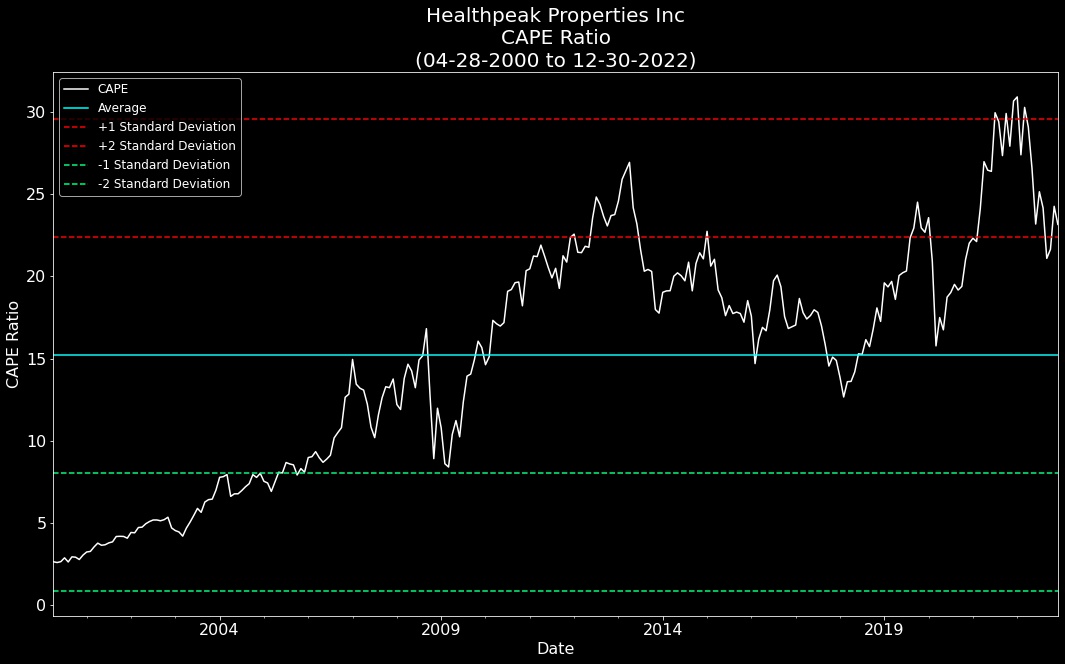 Healthpeak Properties Inc
CAPE Ratio
(04-28-2000 to 12-30-2022)
CAPE
Average
+1 Standard Deviation
+2 Standard Deviation
-1 Standard Deviation
-2 Standard Deviation
CAPE Ratio
30
25
20
15
10
5
0
2004
2009
2014
2019
Date